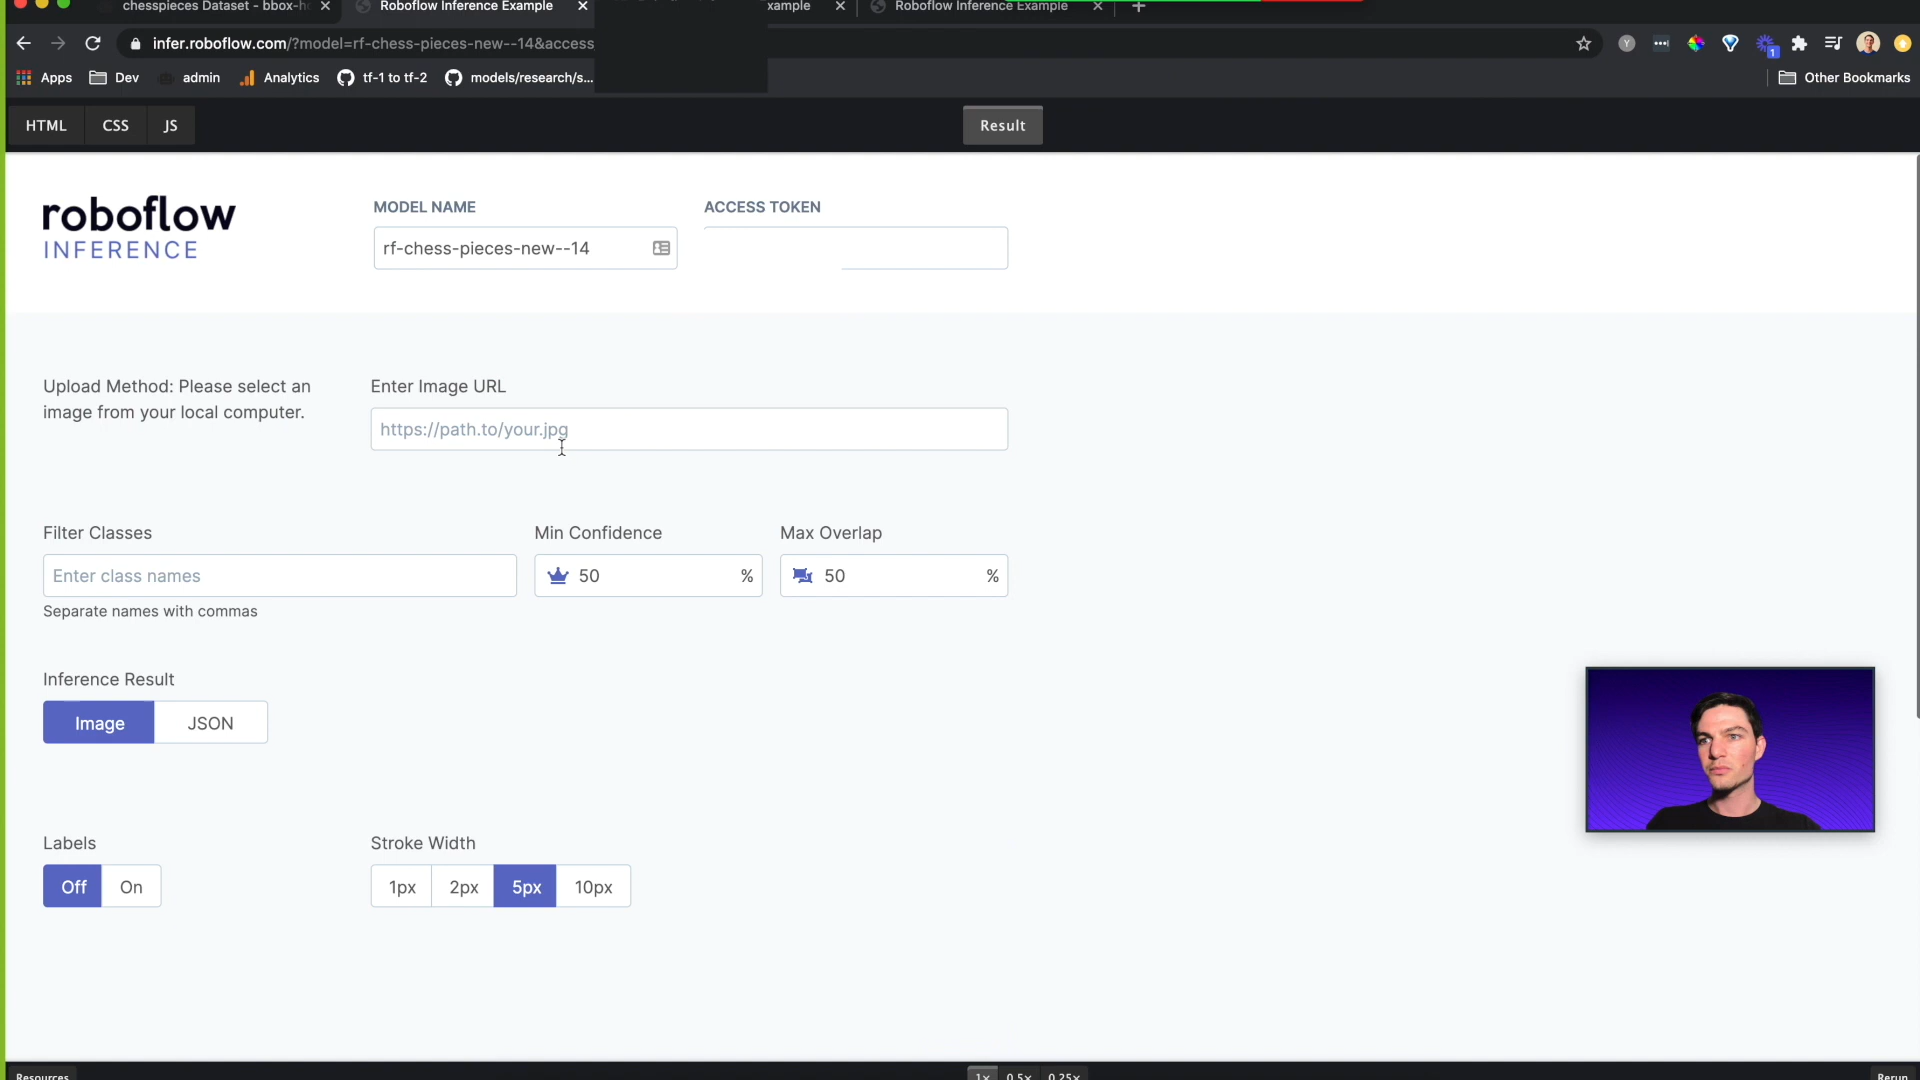 chesspieces Dataset - bbox-h
Roboflow Inference Example
xample
Roboflow Inference Example
infer.roboflow.com/?model=rf-chess-pieces-new--14&access
Y
1
Apps
Dev
admin
Analytics
tf-1 to tf-2
models/research/s...
Other Bookmarks
HTML
CSS
JS
Result
roboflow
INFERENCE
MODEL NAME
rf-chess-pieces-new--14
ACCESS TOKEN
Upload Method: Please select an
image from your local computer.
Enter Image URL
https://path.to/your.jpg
Filter Classes
Enter class names
Separate names with commas
Min Confidence
50 %
Max Overlap
50 %
Inference Result
Image
JSON
Labels
Off
On
Stroke Width
1px
2px
5px
10px
Resources
1×
0.5×
0.25×
Rerun